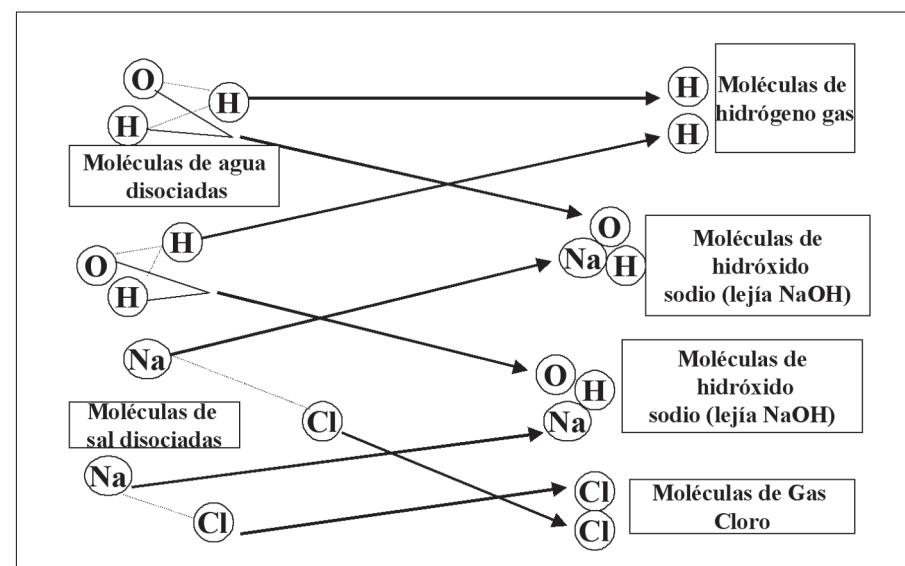 O
H
H
Moléculas de agua
disociadas
H
O
H
Na
Moléculas de
sal disociadas
Cl
Na
Cl
H
H
Moléculas de
hidrógeno gas
O
Na
H
Moléculas de
hidróxido
sodio (lejía NaOH)
O
H
Na
Moléculas de
hidróxido
sodio (lejía NaOH)
Cl
Cl
Moléculas de Gas
Cloro